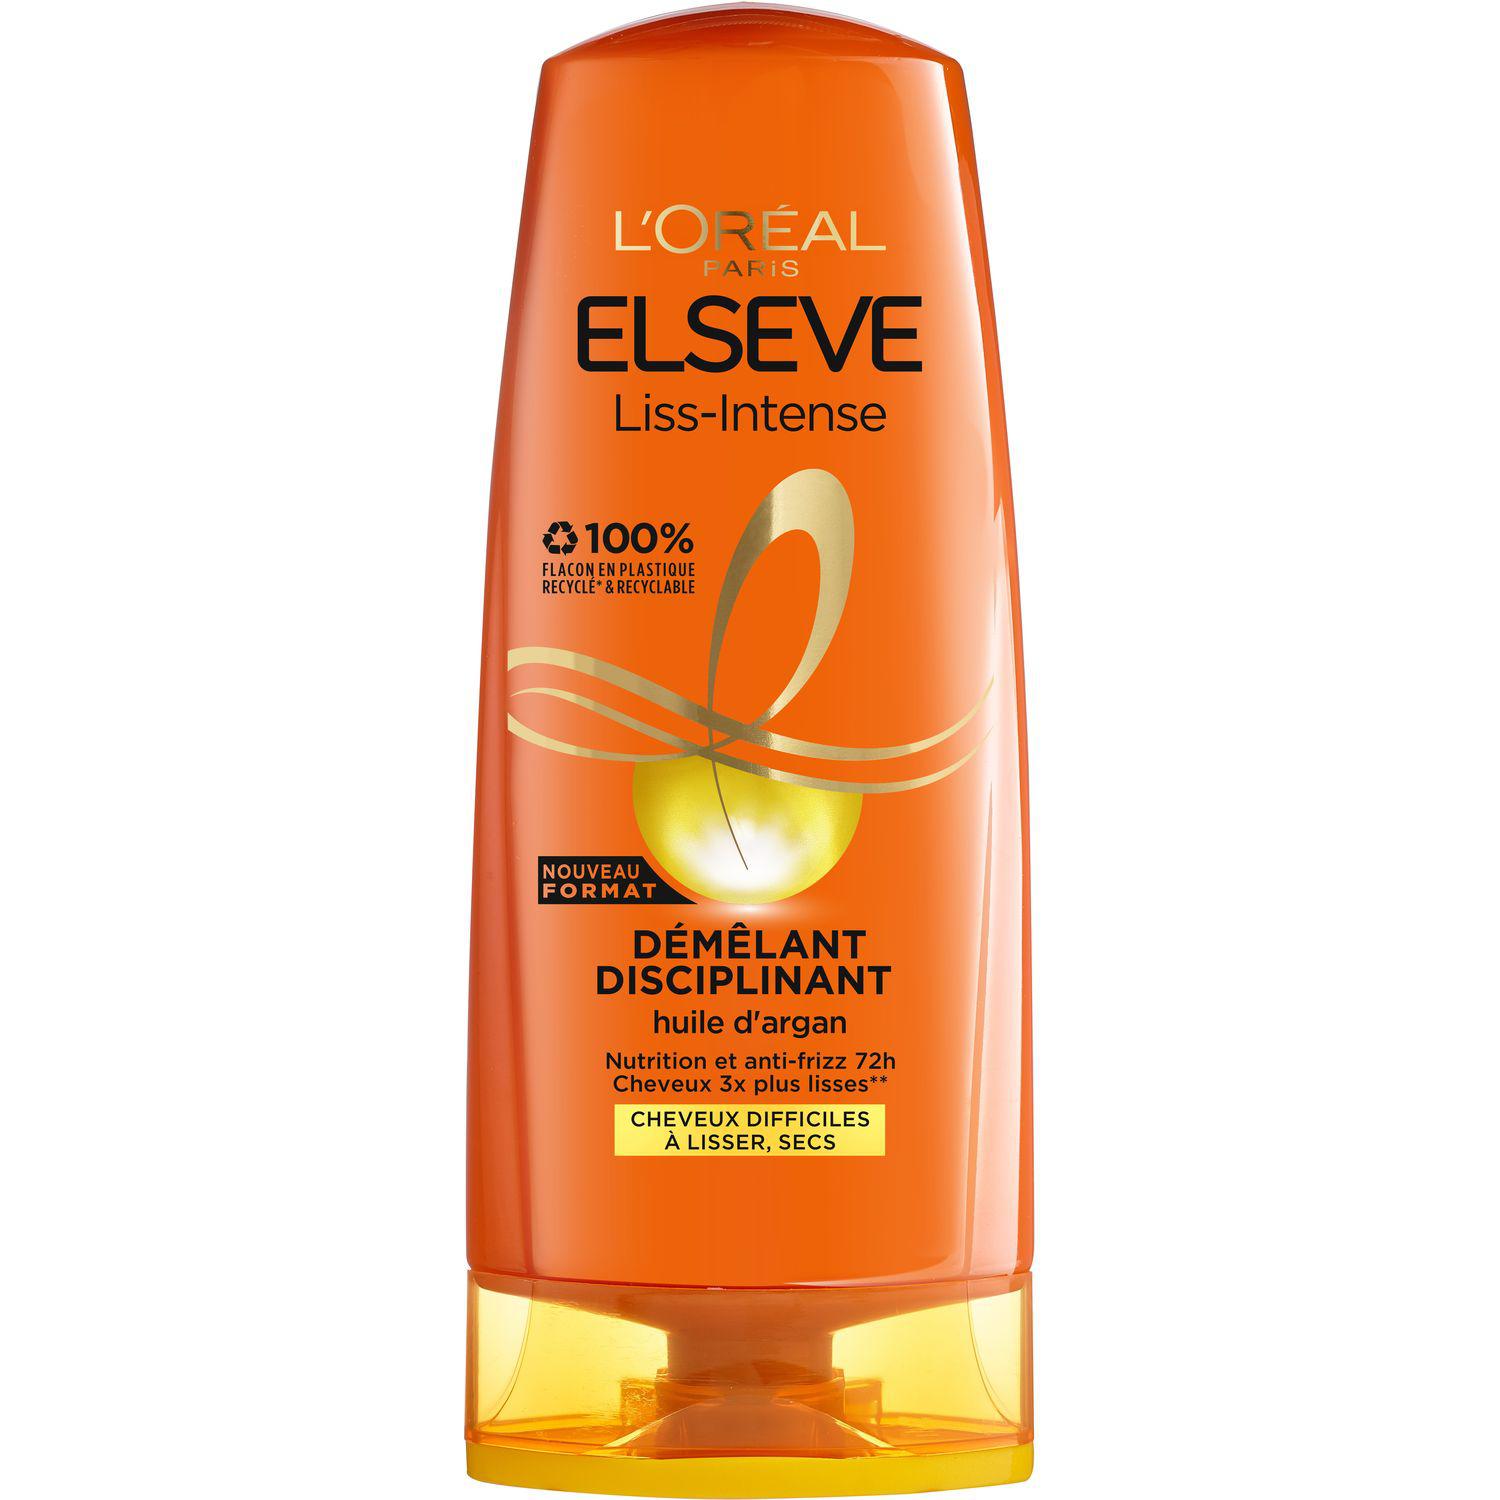 L'ORÉAL
PARiS
ELSEVE
Liss-Intense
100%
FLACON EN PLASTIQUE
RECYCLÉ* & RECYCLABLE
NOUVEAU
FORMAT
DÉMÊLANT
DISCIPLINANT
huile d'argan
Nutrition et anti-frizz 72h
Cheveux 3x plus lisses**
CHEVEUX DIFFICILES
À LISSER, SECS